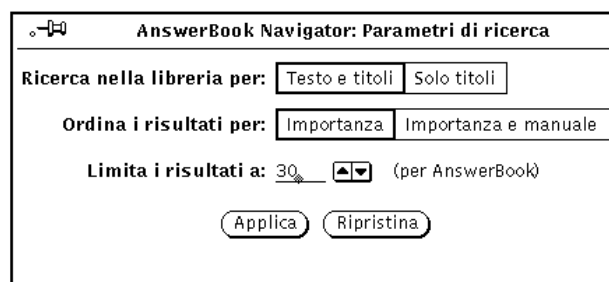 AnswerBook Navigator: Parametri di ricerca
Ricerca nella libreria per: Testo e titoli Solo titoli
Ordina i risultati per: Importanza Importanza e manuale
Limita i risultati a: 30 (per AnswerBook)
Applica Ripristina